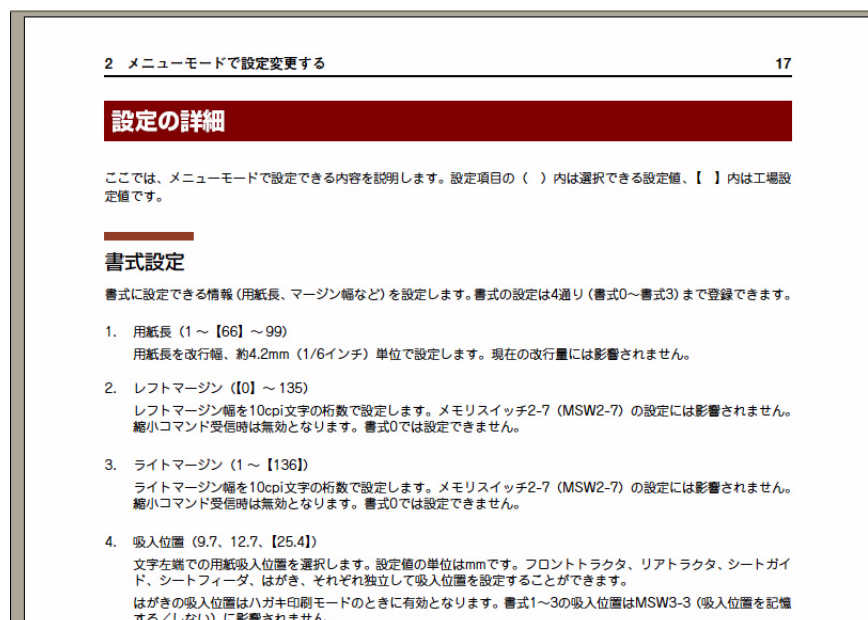 2 メニューモードで設定変更する 17
設定の詳細
ここでは、メニューモードで設定できる内容を説明します。設定項目の( )内は選択できる設定値、【 】内は工場設
定値です。
書式設定
書式に設定できる情報(用紙長、マージン幅など)を設定します。書式の設定は4通り(書式0～書式3)まで登録できます。
1. 用紙長(1～【66】～99)
用紙長を改行幅、約4.2mm(1/6インチ)単位で設定します。現在の改行量には影響されません。
2. レフトマージン(【0】～135)
レフトマージン幅を10cpi文字の桁数で設定します。メモリスイッチ2-7(MSW2-7)の設定には影響されません。
縮小コマンド受信時は無効となります。書式0では設定できません。
3. ライトマージン(1～【136】)
ライトマージン幅を10cpi文字の桁数で設定します。メモリスイッチ2-7(MSW2-7)の設定には影響されません。
縮小コマンド受信時は無効となります。書式0では設定できません。
4. 吸入位置(9.7、12.7、【25.4】)
文字左端での用紙吸入位置を選択します。設定値の単位はmmです。フロントトラクタ、リアトラクタ、シートガイ
ド、シートフィーダ、はがき、それぞれ独立して吸入位置を設定することができます。
はがきの吸入位置はハガキ印刷モードのときに有効となります。書式1～3の吸入位置はMSW3-3(吸入位置を記憶
する／しない)に影響されません。